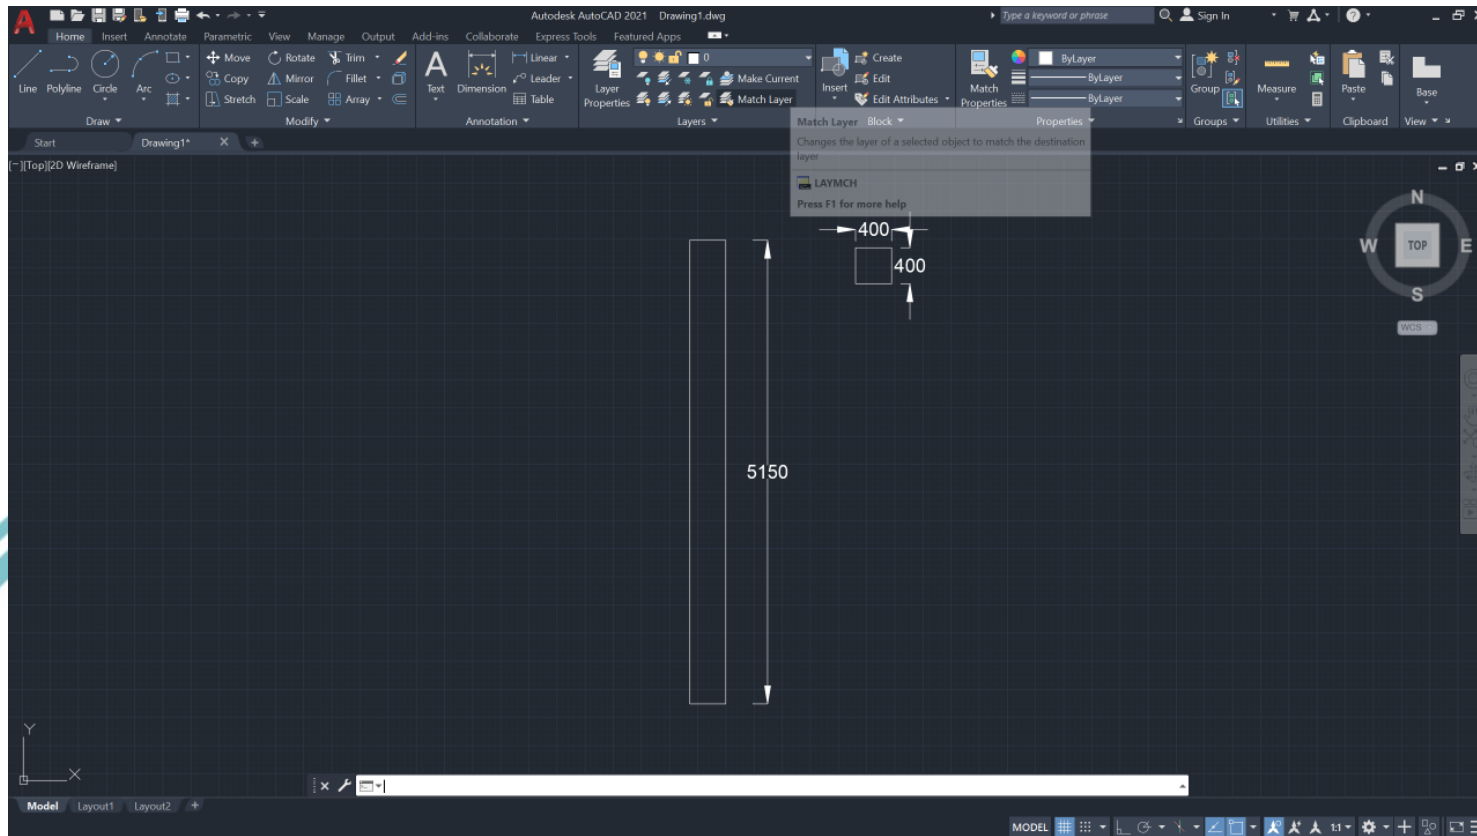 Autodesk AutoCAD 2021 Drawing1.dwg
Type a keyword or phrase
Sign In
Home Insert Annotate Parametric View Manage Output Add-ins Collaborate Express Tools Featured Apps
Move Rotate Trim Linear 0 Create ByLayer
Line Polyline Circle Arc Copy Mirror Fillet Text Dimension Leader Layer Properties Make Current Insert Edit Match Properties ByLayer Group Measure Paste Base
Stretch Scale Array Table Match Layer Edit Attributes ByLayer
Draw Modify Annotation Layers Block Properties Groups Utilities Clipboard View
Start Drawing1*
Match Layer
Changes the layer of a selected object to match the destination
layer
LAYMCH
Press F1 for more help
[−][Top][2D Wireframe]
N
W TOP E
S
WCS
400
400
5150
Y
X
Model Layout1 Layout2 +
MODEL 1:1